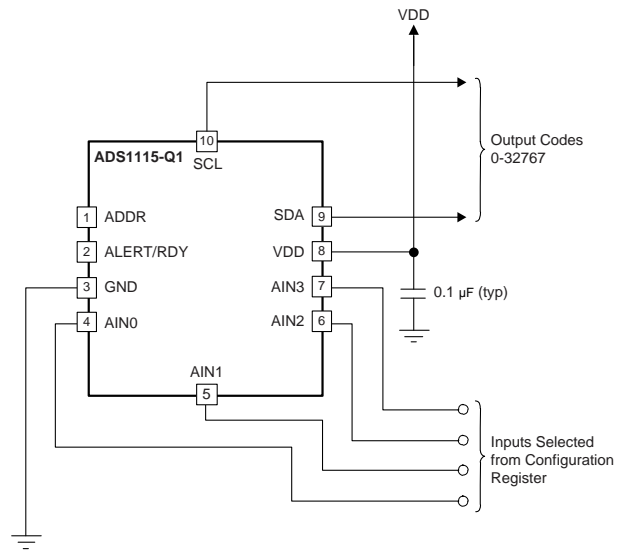 VDD
10
ADS1115-Q1
SCL
Output Codes
0-32767
1 ADDR
SDA 9
2 ALERT/RDY
VDD 8
3 GND
AIN3 7
0.1 µF (typ)
4 AIN0
AIN2 6
AIN1
5
Inputs Selected
from Configuration
Register